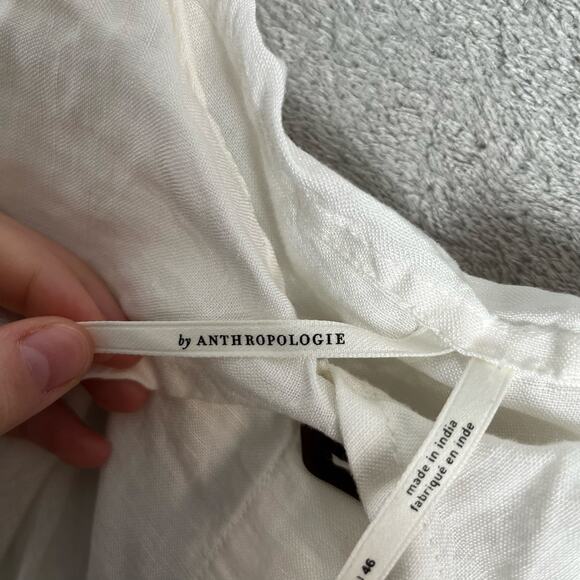 by ANTHROPOLOGIE
made in india
fabriqué en inde
46